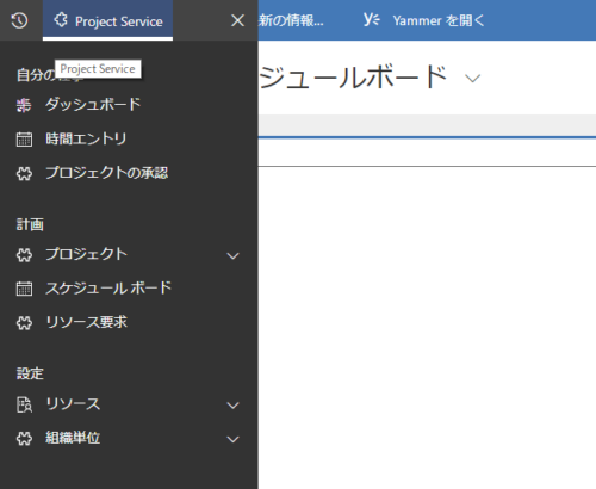 Project Service
新の情報...
Yammer を開く
Project Service
ジュールボード
自分の
ダッシュボード
時間エントリ
プロジェクトの承認
計画
プロジェクト
スケジュール ボード
リソース要求
設定
リソース
組織単位